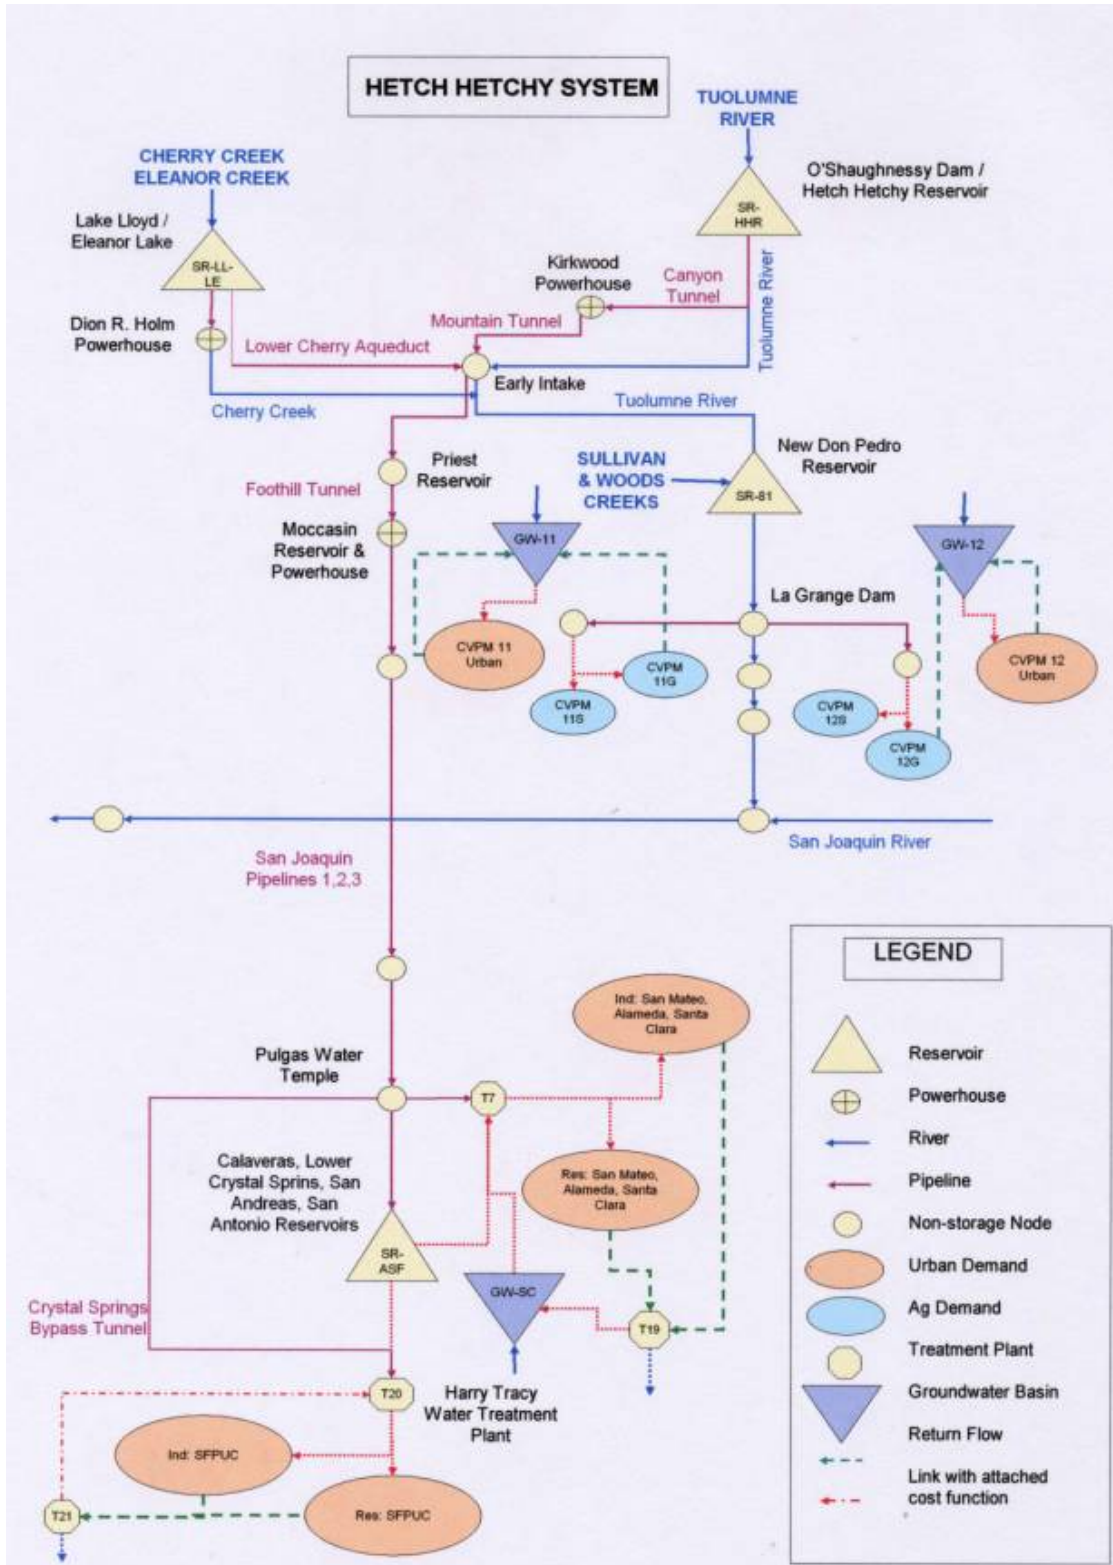 HETCH HETCHY SYSTEM
TUOLUMNE
RIVER
CHERRY CREEK
ELEANOR CREEK
O'Shaughnessy Dam /
Hetch Hetchy Reservoir
SR-
HHR
Lake Lloyd /
Eleanor Lake
SR-LL-
LE
Kirkwood
Powerhouse
Canyon
Tunnel
Tuolumne River
Dion R. Holm
Powerhouse
Mountain Tunnel
Lower Cherry Aqueduct
Early Intake
Cherry Creek
Tuolumne River
New Don Pedro
Reservoir
Priest
Reservoir
SULLIVAN
& WOODS
CREEKS
SR-81
Foothill Tunnel
Moccasin
Reservoir &
Powerhouse
GW-11
GW-12
La Grange Dam
CVPM 11
Urban
CVPM
11G
CVPM
11S
CVPM 12
Urban
CVPM
12S
CVPM
12G
San Joaquin River
San Joaquin
Pipelines 1,2,3
Ind: San Mateo,
Alameda, Santa
Clara
Pulgas Water
Temple
T7
Calaveras, Lower
Crystal Sprins, San
Andreas, San
Antonio Reservoirs
Res: San Mateo,
Alameda, Santa
Clara
SR-
ASF
GW-SC
T19
Crystal Springs
Bypass Tunnel
T20
Harry Tracy
Water Treatment
Plant
Ind: SFPUC
Res: SFPUC
T21
LEGEND
Reservoir
Powerhouse
River
Pipeline
Non-storage Node
Urban Demand
Ag Demand
Treatment Plant
Groundwater Basin
Return Flow
Link with attached
cost function